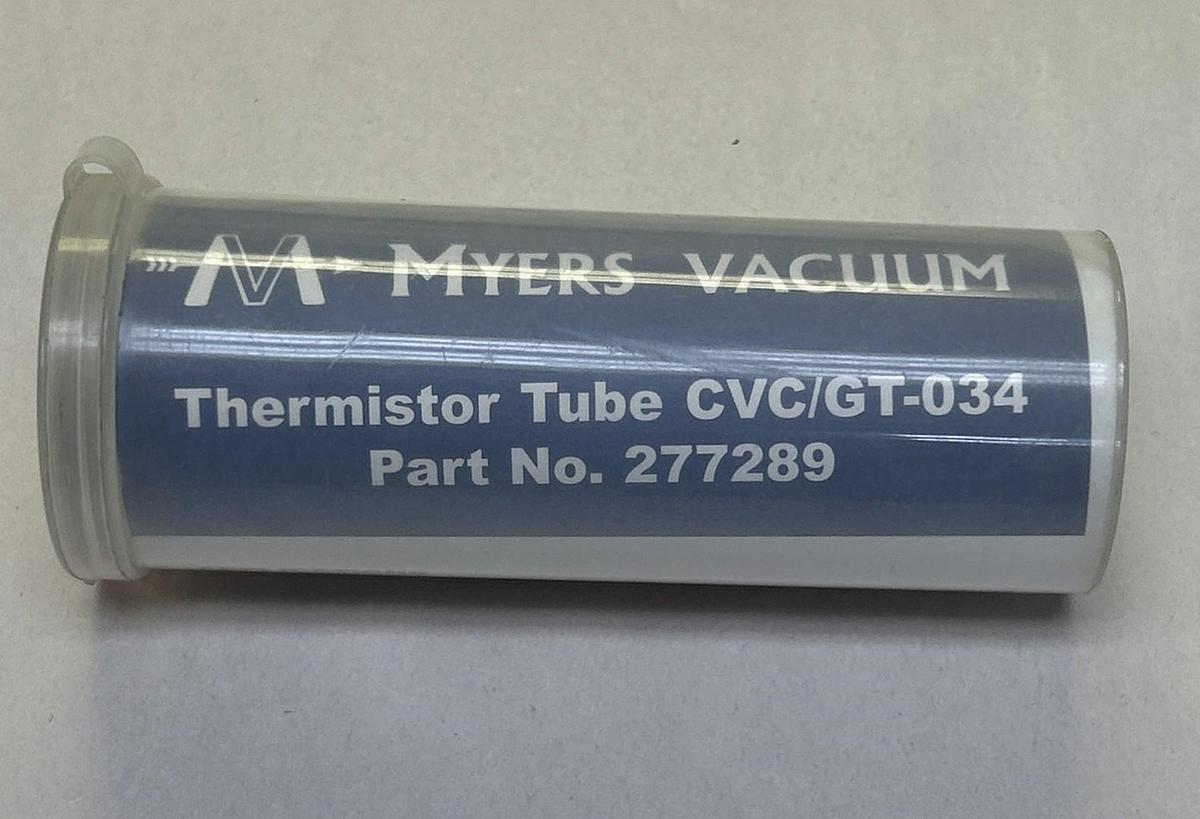 MYERS VACUUM
Thermistor Tube CVC/GT-034
Part No. 277289